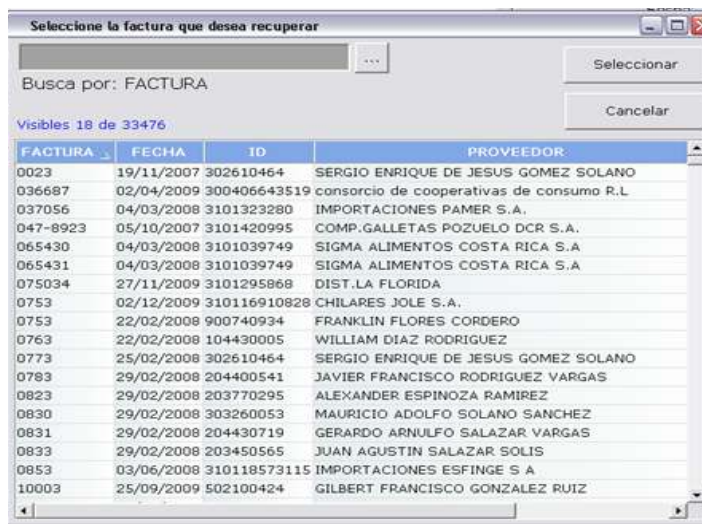 Seleccione la factura que desea recuperar
...
Seleccionar
Busca por: FACTURA
Cancelar
Visibles 18 de 33476
FACTURA FECHA ID PROVEEDOR
0023 19/11/2007 302610464 SERGIO ENRIQUE DE JESUS GOMEZ SOLANO
036687 02/04/2009 300406643519 consorcio de cooperativas de consumo R.L
037056 04/03/2008 3101323280 IMPORTACIONES PAMER S.A.
047-8923 05/10/2007 3101420995 COMP.GALLETAS POZUELO DCR S.A.
065430 04/03/2008 3101039749 SIGMA ALIMENTOS COSTA RICA S.A
065431 04/03/2008 3101039749 SIGMA ALIMENTOS COSTA RICA S.A
075034 27/11/2009 3101295868 DIST.LA FLORIDA
0753 02/12/2009 310116910828 CHILARES JOLE S.A.
0753 22/02/2008 900740934 FRANKLIN FLORES CORDERO
0763 22/02/2008 104430005 WILLIAM DIAZ RODRIGUEZ
0773 25/02/2008 302610464 SERGIO ENRIQUE DE JESUS GOMEZ SOLANO
0783 29/02/2008 204400541 JAVIER FRANCISCO RODRIGUEZ VARGAS
0823 29/02/2008 203770295 ALEXANDER ESPINOZA RAMIREZ
0830 29/02/2008 303260053 MAURICIO ADOLFO SOLANO SANCHEZ
0831 29/02/2008 204430719 GERARDO ARNULFO SALAZAR VARGAS
0833 29/02/2008 203450565 JUAN AGUSTIN SALAZAR SOLIS
0853 03/06/2008 310118573115 IMPORTACIONES ESFINGE S A
10003 25/09/2009 502100424 GILBERT FRANCISCO GONZALEZ RUIZ